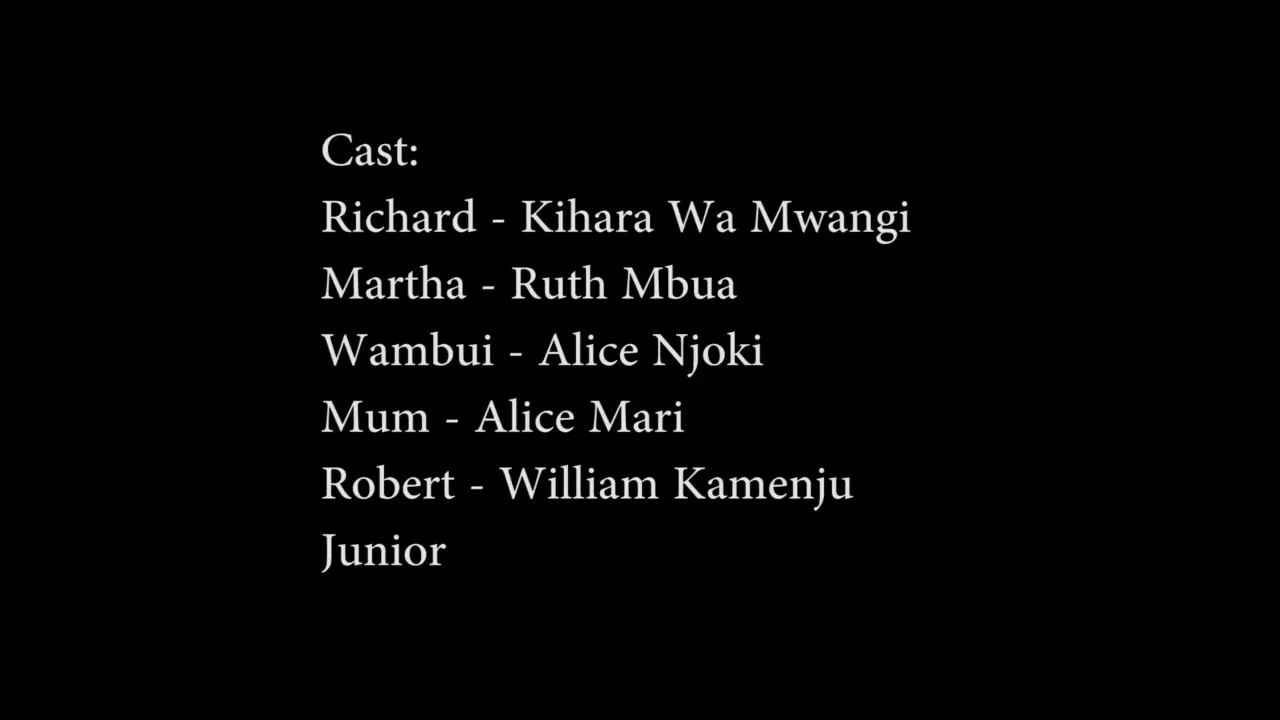 Cast:
Richard - Kihara Wa Mwangi
Martha - Ruth Mbua
Wambui - Alice Njoki
Mum - Alice Mari
Robert - William Kamenju
Junior